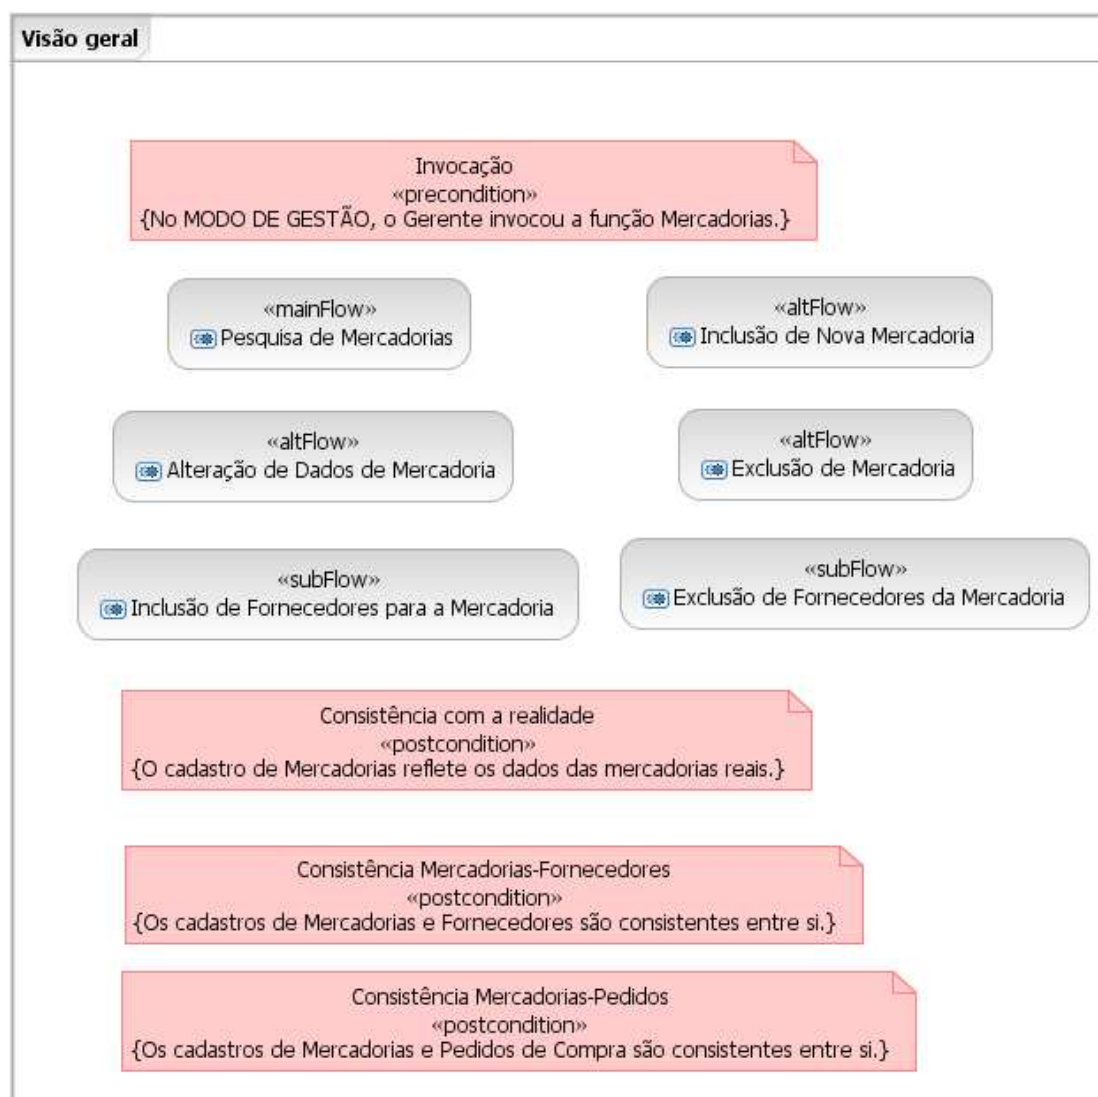 Visão geral
Invocação
«precondition»
{No MODO DE GESTÃO, o Gerente invocou a função Mercadorias.}
«mainFlow»
Pesquisa de Mercadorias
«altFlow»
Inclusão de Nova Mercadoria
«altFlow»
Alteração de Dados de Mercadoria
«altFlow»
Exclusão de Mercadoria
«subFlow»
Inclusão de Fornecedores para a Mercadoria
«subFlow»
Exclusão de Fornecedores da Mercadoria
Consistência com a realidade
«postcondition»
{O cadastro de Mercadorias reflete os dados das mercadorias reais.}
Consistência Mercadorias-Fornecedores
«postcondition»
{Os cadastros de Mercadorias e Fornecedores são consistentes entre si.}
Consistência Mercadorias-Pedidos
«postcondition»
{Os cadastros de Mercadorias e Pedidos de Compra são consistentes entre si.}